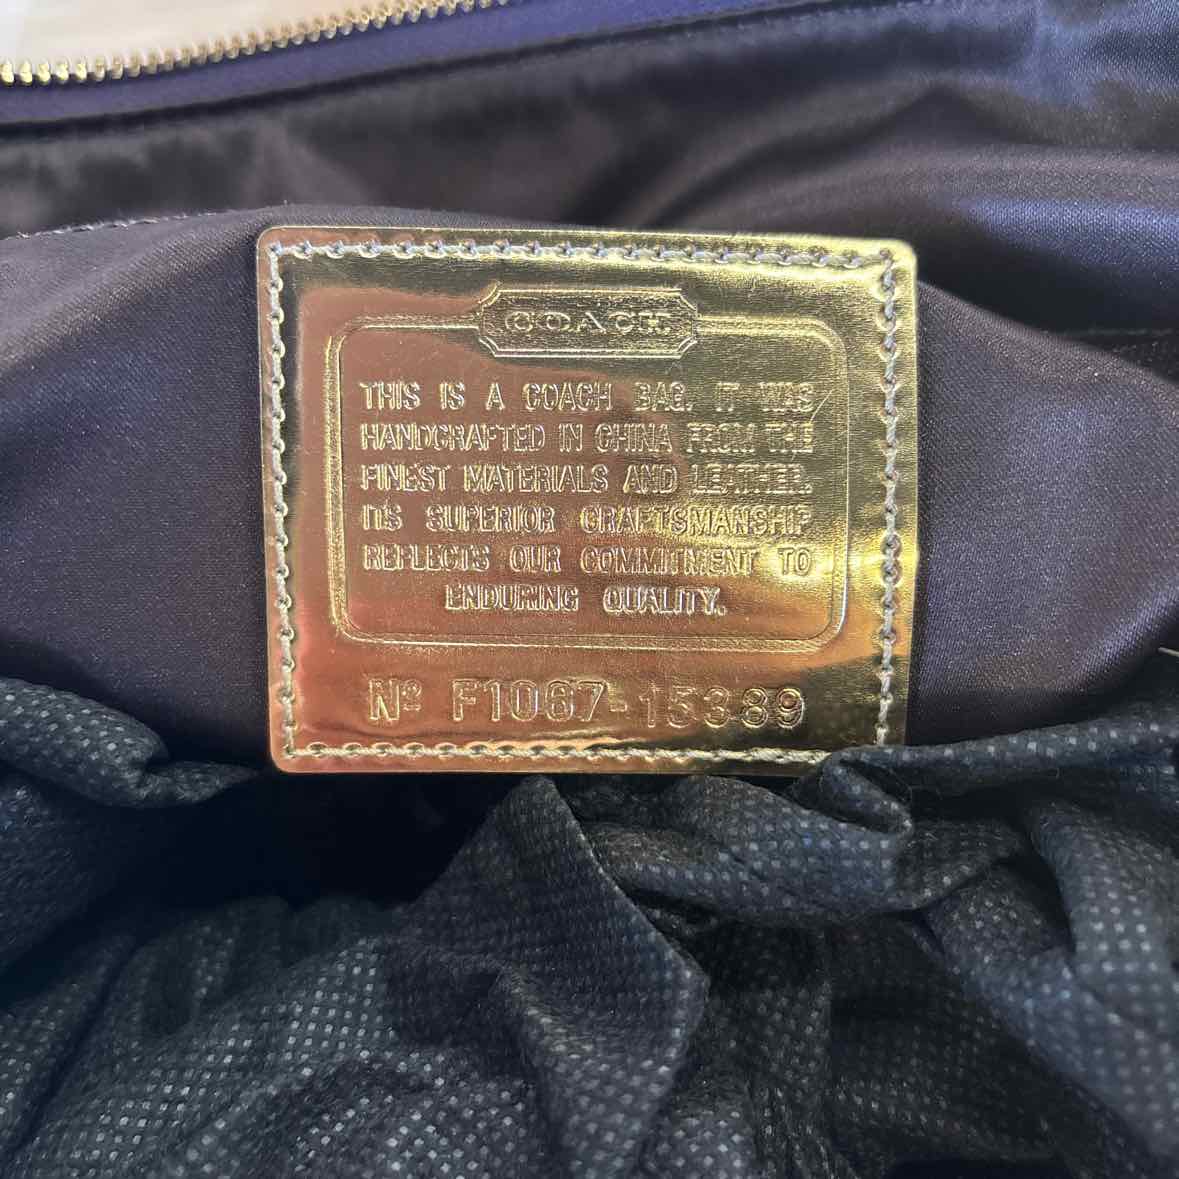 COACH
THIS IS A COACH BAG. IT WAS
HANDCRAFTED IN CHINA FROM THE
FINEST MATERIALS AND LEATHER.
ITS SUPERIOR CRAFTSMANSHIP
REFLECTS OUR COMMITMENT TO
ENDURING QUALITY.
Nº F1067-15389